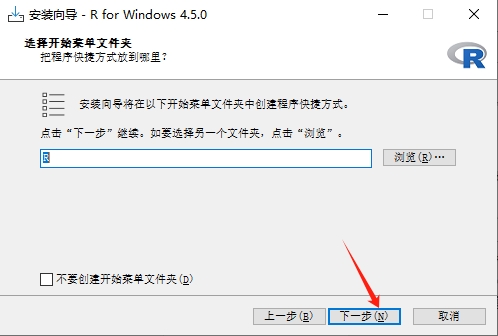 安装向导 - R for Windows 4.5.0
选择开始菜单文件夹
把程序快捷方式放到哪里？
R
安装向导将在以下开始菜单文件夹中创建程序快捷方式。
点击“下一步”继续。如要选择另一个文件夹，点击“浏览”。
R
浏览(R)...
不要创建开始菜单文件夹(D)
上一步(B)
下一步(N)
取消